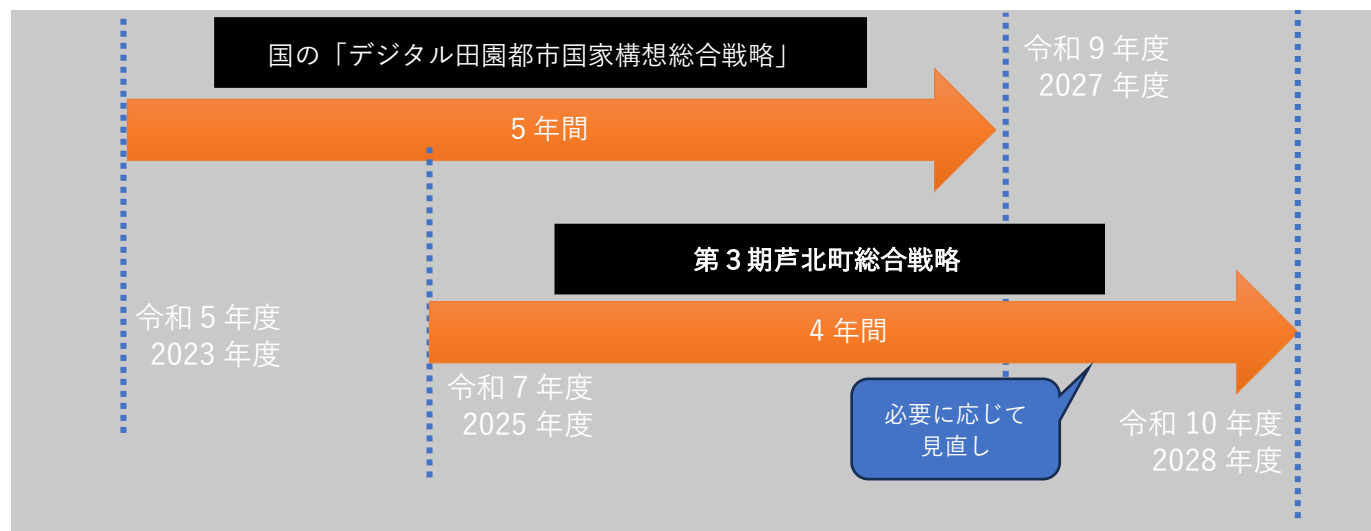 国の「デジタル田園都市国家構想総合戦略」
令和９年度
2027 年度
５年間
第３期芦北町総合戦略
令和５年度
2023 年度
４年間
令和７年度
2025 年度
必要に応じて
見直し
令和 10 年度
2028 年度